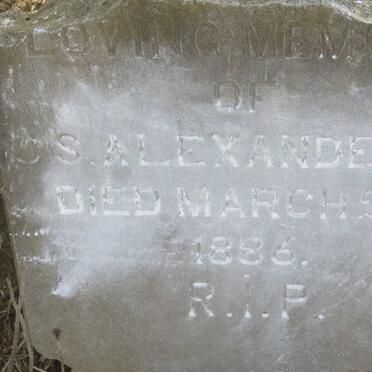 LOVING MEM
OF
S. ALEXANDE
DIED MARCH
1886.
R.I.P.